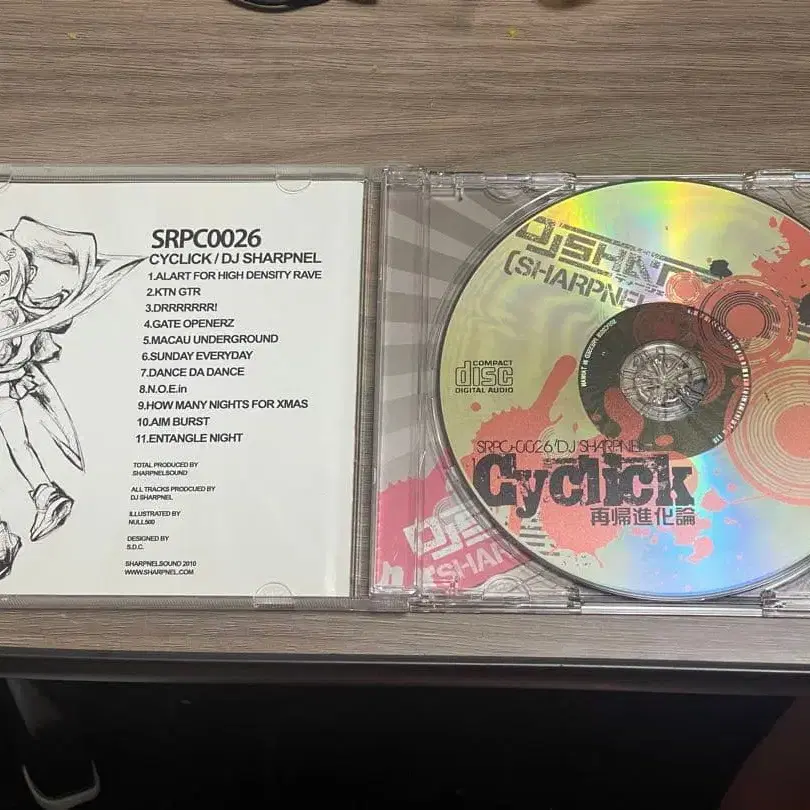 SRPC0026
CYCLICK / DJ SHARPNEL
1.ALART FOR HIGH DENSITY RAVE
2.KTN GTR
3.DRRRRRRR!
4.GATE OPENERZ
5.MACAU UNDERGROUND
6.SUNDAY EVERYDAY
7.DANCE DA DANCE
8.N.O.E.in
9.HOW MANY NIGHTS FOR XMAS
10.AIM BURST
11.ENTANGLE NIGHT
TOTAL PRODUCED BY
SHARPNELSOUND
ALL TRACKS PRODCUED BY
DJ SHARPNEL
ILLUSTRATED BY
NULL500
DESIGNED BY
S.D.C.
SHARPNELSOUND 2010
WWW.SHARPNEL.COM
DJSHAT
(SHARPNEL
COMPACT
disc
DIGITAL AUDIO
SRPC-0026/DJ SHARPNEL
Cyclick
再帰進化論